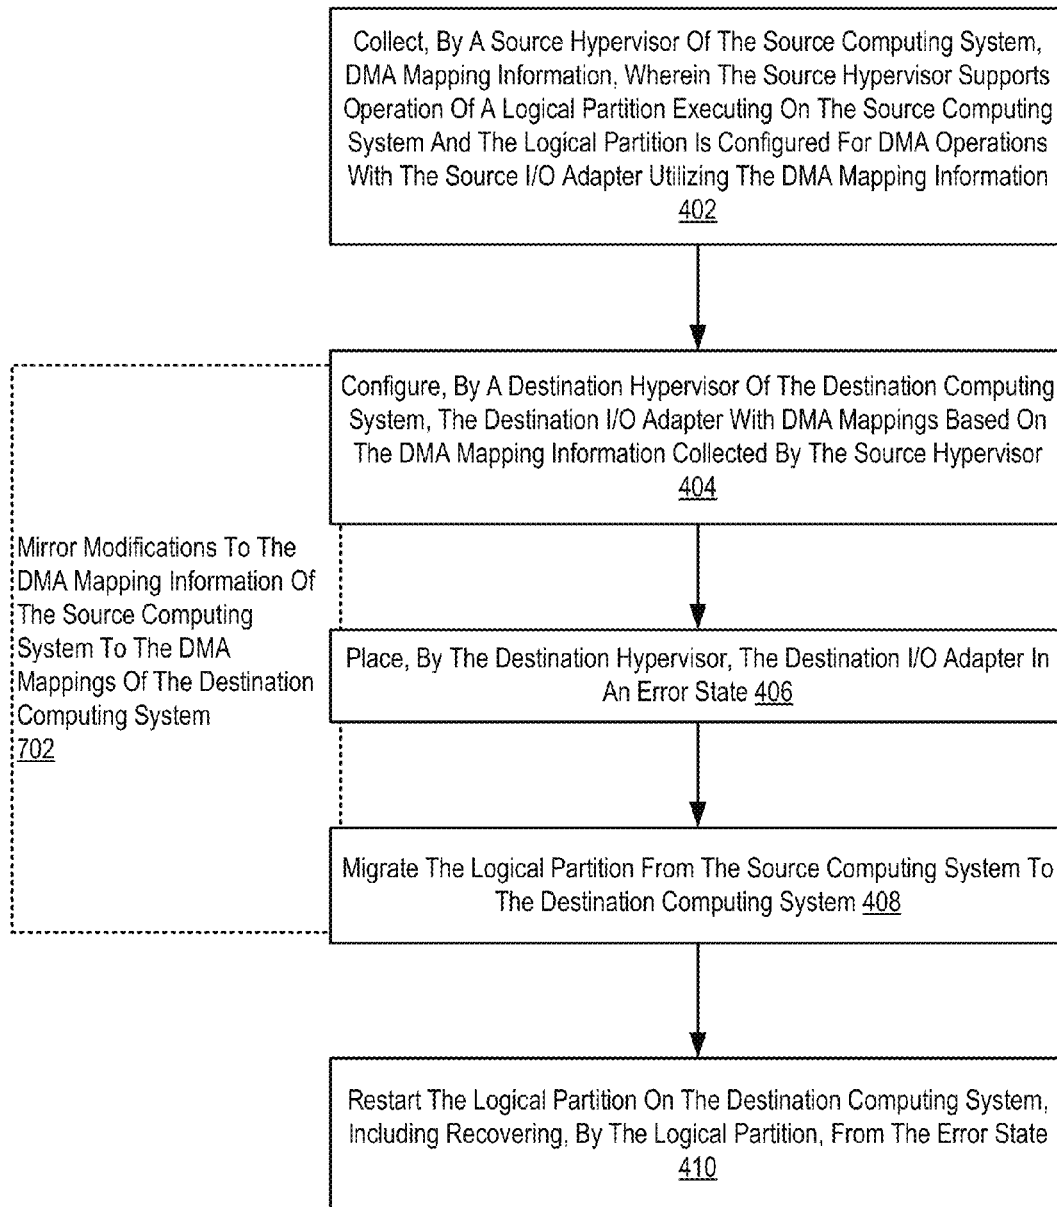 Collect, By A Source Hypervisor Of The Source Computing System,
DMA Mapping Information, Wherein The Source Hypervisor Supports
Operation Of A Logical Partition Executing On The Source Computing
System And The Logical Partition Is Configured For DMA Operations
With The Source I/O Adapter Utilizing The DMA Mapping Information
402
Configure, By A Destination Hypervisor Of The Destination Computing
System, The Destination I/O Adapter With DMA Mappings Based On
The DMA Mapping Information Collected By The Source Hypervisor
404
Mirror Modifications To The
DMA Mapping Information Of
The Source Computing
System To The DMA
Mappings Of The Destination
Computing System
702
Place, By The Destination Hypervisor, The Destination I/O Adapter In
An Error State 406
Migrate The Logical Partition From The Source Computing System To
The Destination Computing System 408
Restart The Logical Partition On The Destination Computing System,
Including Recovering, By The Logical Partition, From The Error State
410